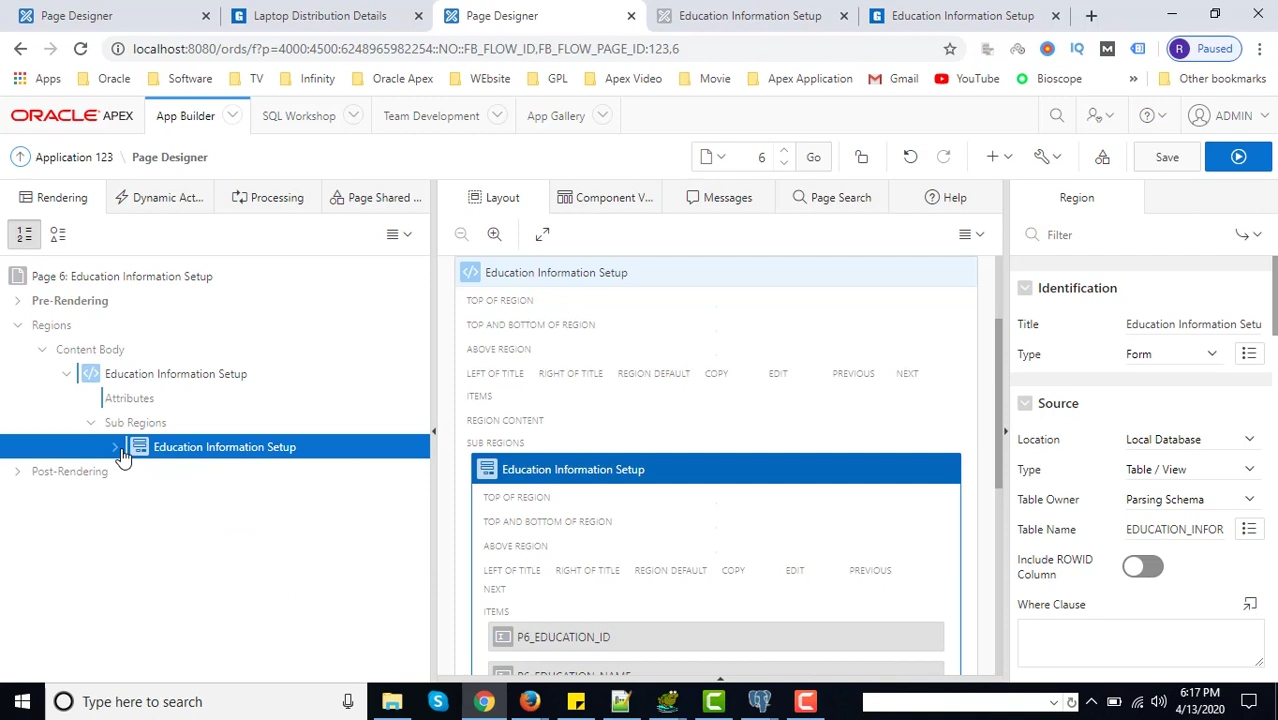 Page Designer
Laptop Distribution Details
Page Designer
Education Information Setup
Education Information Setup
localhost:8080/ords/f?p=4000:4500:6248965982254::NO::FB_FLOW_ID,FB_FLOW_PAGE_ID:123,6
IQ
M
R
Paused
Apps
Oracle
Software
TV
Infinity
Oracle Apex
WEbsite
GPL
Apex Video
Movie
Apex Application
Gmail
YouTube
Bioscope
»
Other bookmarks
ORACLE APEX
App Builder
SQL Workshop
Team Development
App Gallery
ADMIN
Application 123
Page Designer
6
Go
Save
Rendering
Dynamic Act...
Processing
Page Shared ...
Layout
Component V...
Messages
Page Search
Help
Region
Filter
Page 6: Education Information Setup
Pre-Rendering
Regions
Content Body
Education Information Setup
Attributes
Sub Regions
Education Information Setup
Post-Rendering
Education Information Setup
TOP OF REGION
TOP AND BOTTOM OF REGION
ABOVE REGION
LEFT OF TITLE RIGHT OF TITLE REGION DEFAULT COPY EDIT PREVIOUS NEXT
ITEMS
REGION CONTENT
SUB REGIONS
Education Information Setup
TOP OF REGION
TOP AND BOTTOM OF REGION
ABOVE REGION
LEFT OF TITLE RIGHT OF TITLE REGION DEFAULT COPY EDIT PREVIOUS
NEXT
ITEMS
P6_EDUCATION_ID
P6_EDUCATION_NAME
Identification
Title Education Information Setu
Type Form
Source
Location Local Database
Type Table / View
Table Owner Parsing Schema
Table Name EDUCATION_INFOR
Include ROWID
Column
Where Clause
Type here to search
6:17 PM
4/13/2020